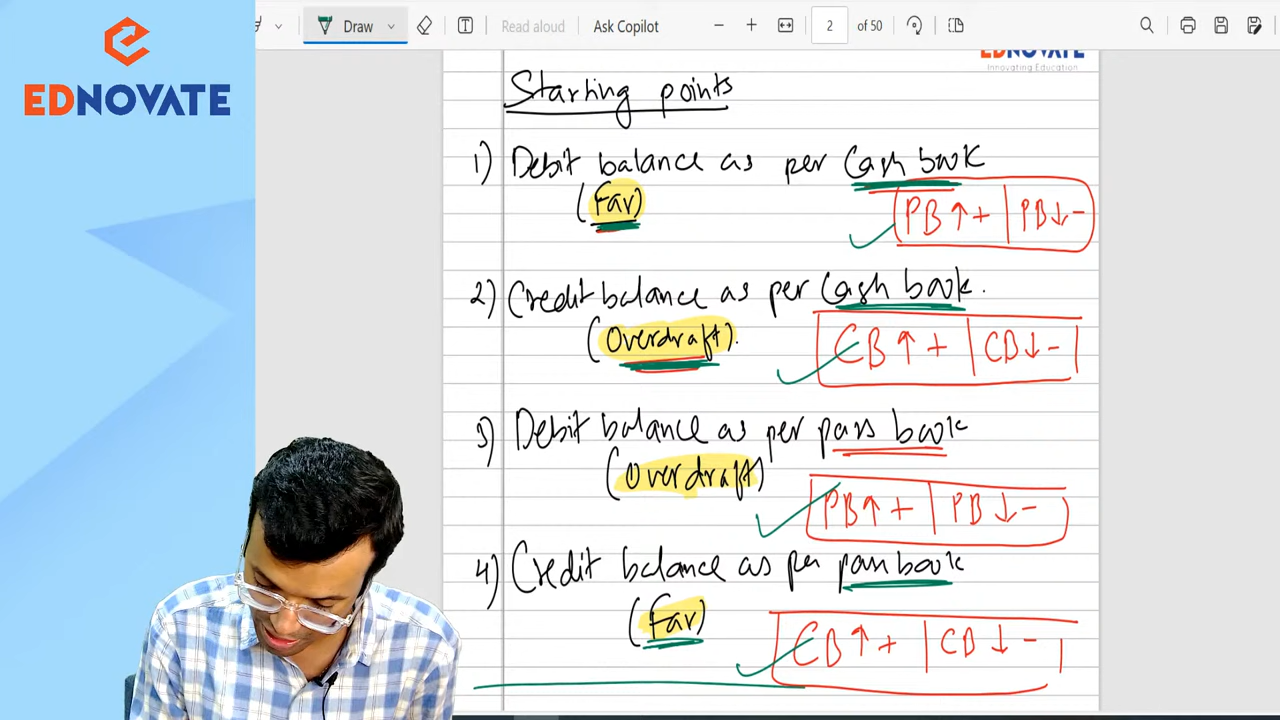 EDNOVATE
Draw
Read aloud
Ask Copilot
2 of 50
EDNOVATE
Innovating Education
Starting points
1) Debit balance as per Cash book
(Fav)
PB↑+ | PB↓-
2) Credit balance as per Cash book.
(Overdraft).
CB↑+ | CB↓-
3) Debit balance as per pass book
(Overdraft)
PB↑+ | PB↓-
4) Credit balance as per pass book
(Fav)
CB↑+ | CB↓-